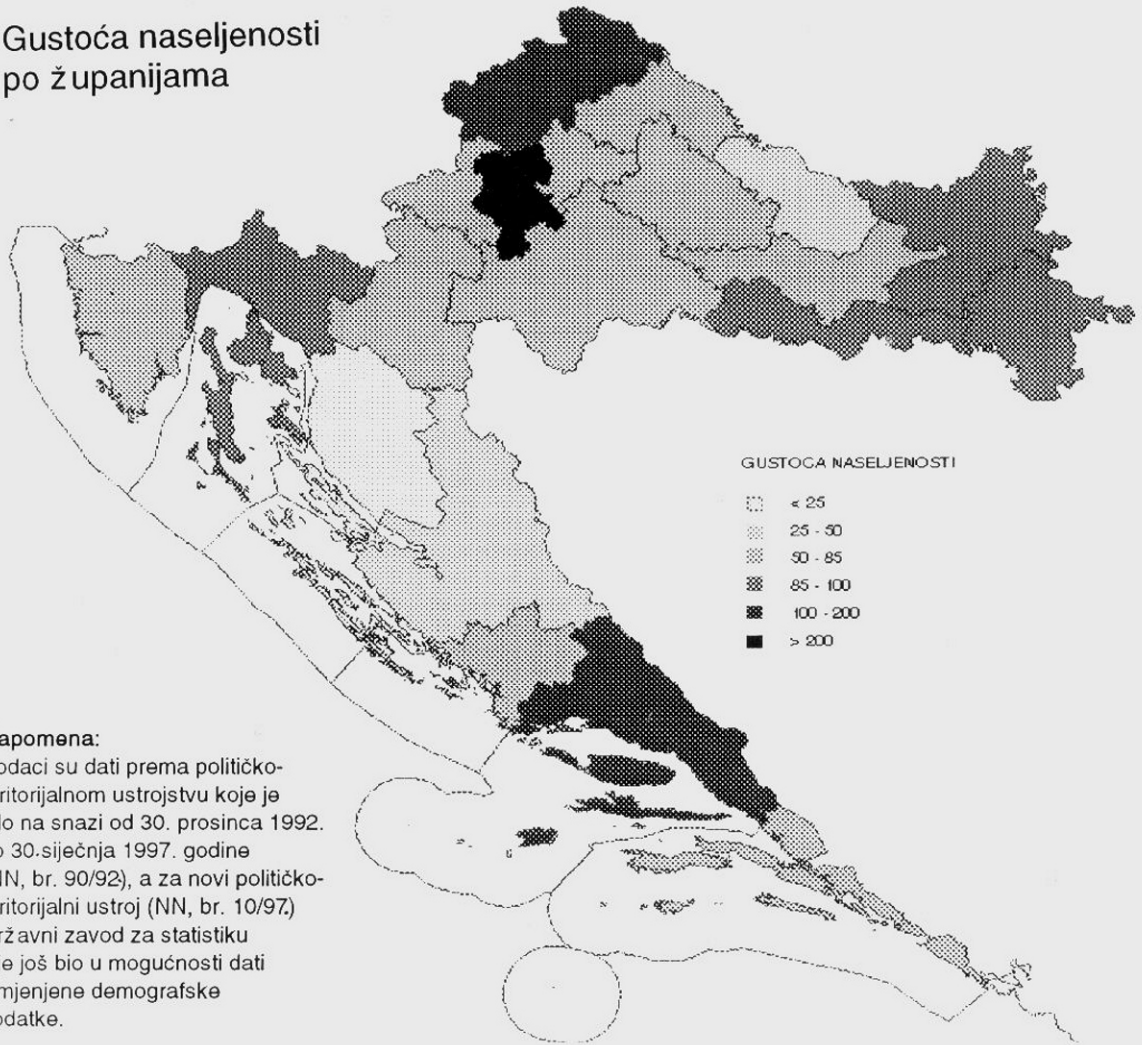 Gustoća naseljenosti
po županijama
GUSTOĆA NASELJENOSTI
< 25
25 - 50
50 - 85
85 - 100
100 - 200
> 200
apomena:
odaci su dati prema političko-
ritorijalnom ustrojstvu koje je
lo na snazi od 30. prosinca 1992.
o 30.siječnja 1997. godine
IN, br. 90/92), a za novi političko-
ritorijalni ustroj (NN, br. 10/97.)
ržavni zavod za statistiku
je još bio u mogućnosti dati
mjenjene demografske
odatke.